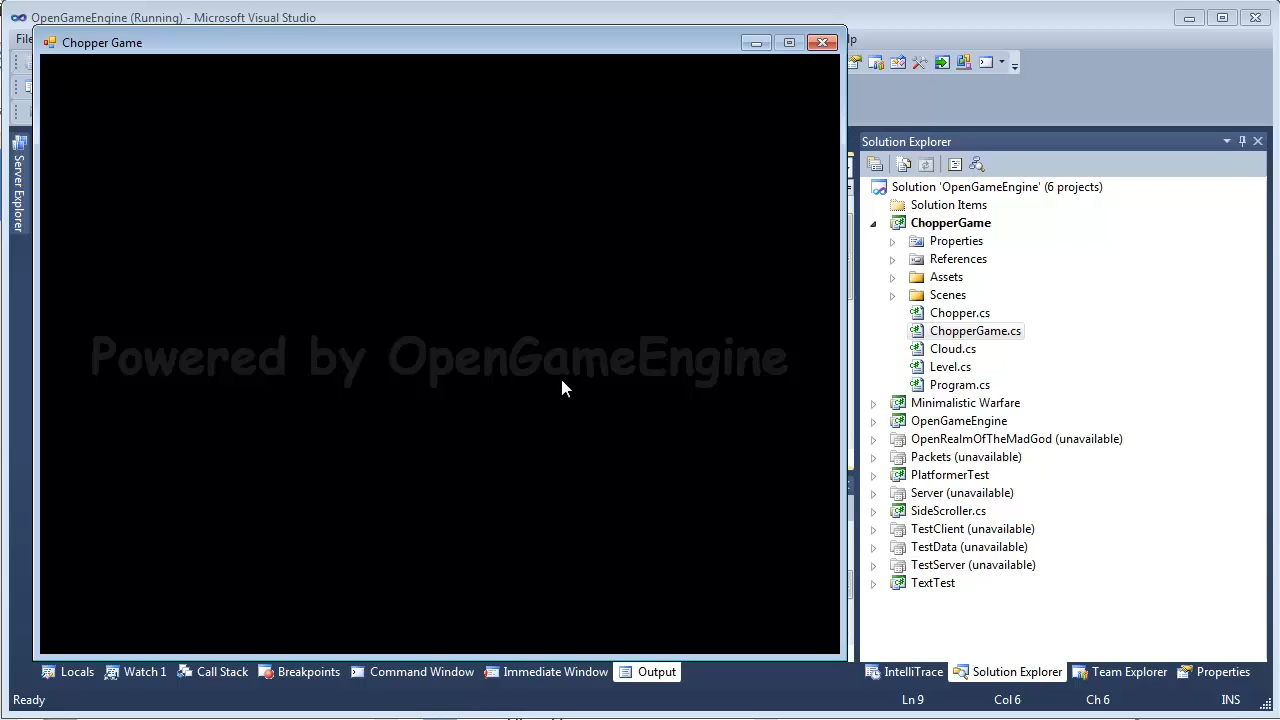 OpenGameEngine (Running) - Microsoft Visual Studio
Chopper Game
Powered by OpenGameEngine
Server Explorer
Solution Explorer
Solution 'OpenGameEngine' (6 projects)
Solution Items
ChopperGame
Properties
References
Assets
Scenes
Chopper.cs
ChopperGame.cs
Cloud.cs
Level.cs
Program.cs
Minimalistic Warfare
OpenGameEngine
OpenRealmOfTheMadGod (unavailable)
Packets (unavailable)
PlatformerTest
Server (unavailable)
SideScroller.cs
TestClient (unavailable)
TestData (unavailable)
TestServer (unavailable)
TextTest
Locals Watch 1 Call Stack Breakpoints Command Window Immediate Window Output IntelliTrace Solution Explorer Team Explorer Properties
Ready Ln 9 Col 6 Ch 6 INS